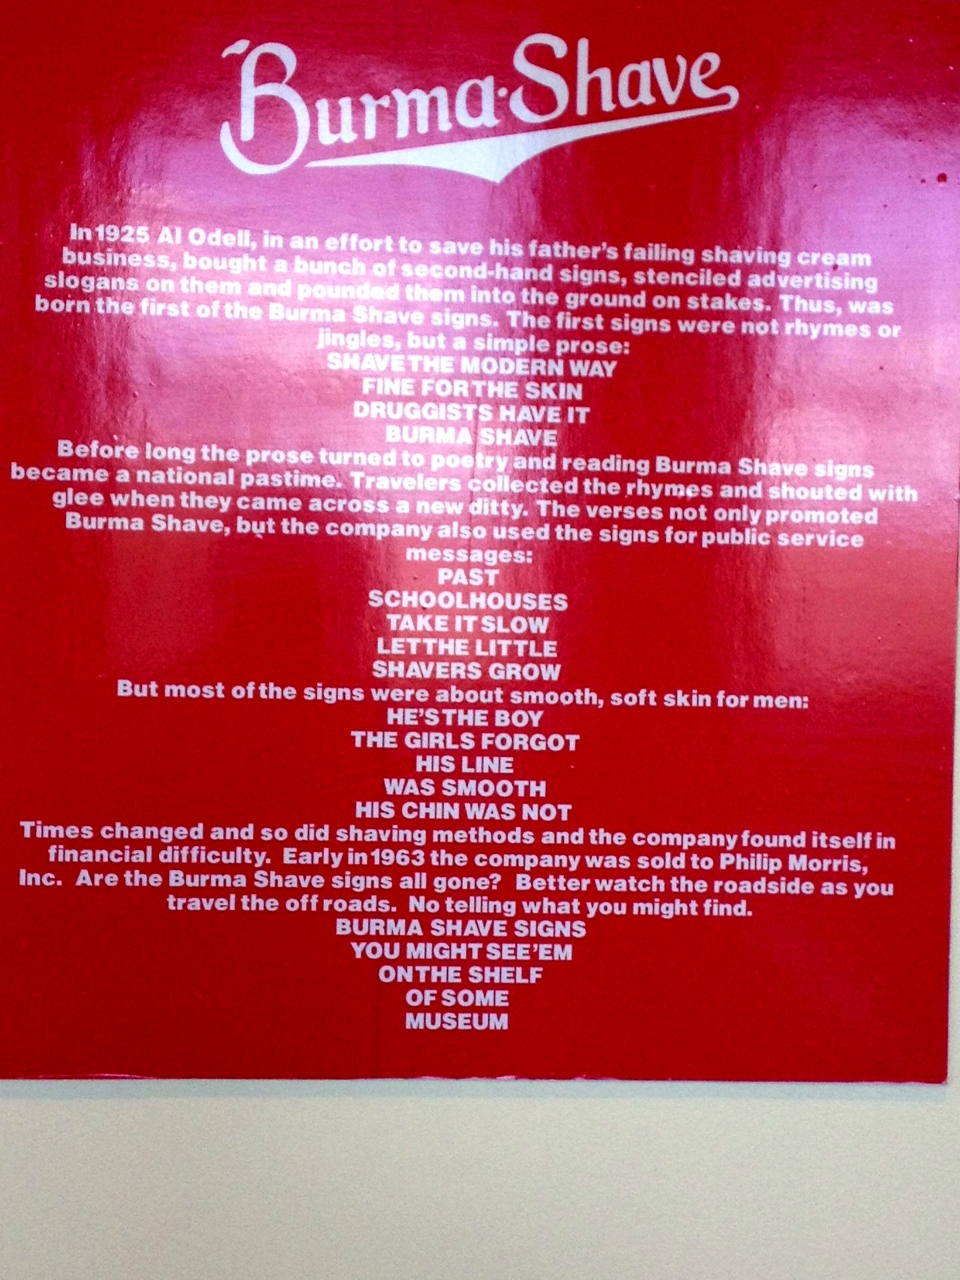 Burma-Shave
In 1925 Al Odell, in an effort to save his father's failing shaving cream
business, bought a bunch of second-hand signs, stenciled advertising
slogans on them and pounded them into the ground on stakes. Thus, was
born the first of the Burma Shave signs. The first signs were not rhymes or
jingles, but a simple prose:
SHAVE THE MODERN WAY
FINE FOR THE SKIN
DRUGGISTS HAVE IT
BURMA SHAVE
Before long the prose turned to poetry and reading Burma Shave signs
became a national pastime. Travelers collected the rhymes and shouted with
glee when they came across a new ditty. The verses not only promoted
Burma Shave, but the company also used the signs for public service
messages:
PAST
SCHOOLHOUSES
TAKE IT SLOW
LET THE LITTLE
SHAVERS GROW
But most of the signs were about smooth, soft skin for men:
HE'S THE BOY
THE GIRLS FORGOT
HIS LINE
WAS SMOOTH
HIS CHIN WAS NOT
Times changed and so did shaving methods and the company found itself in
financial difficulty. Early in 1963 the company was sold to Philip Morris,
Inc. Are the Burma Shave signs all gone? Better watch the roadside as you
travel the off roads. No telling what you might find.
BURMA SHAVE SIGNS
YOU MIGHT SEE 'EM
ON THE SHELF
OF SOME
MUSEUM